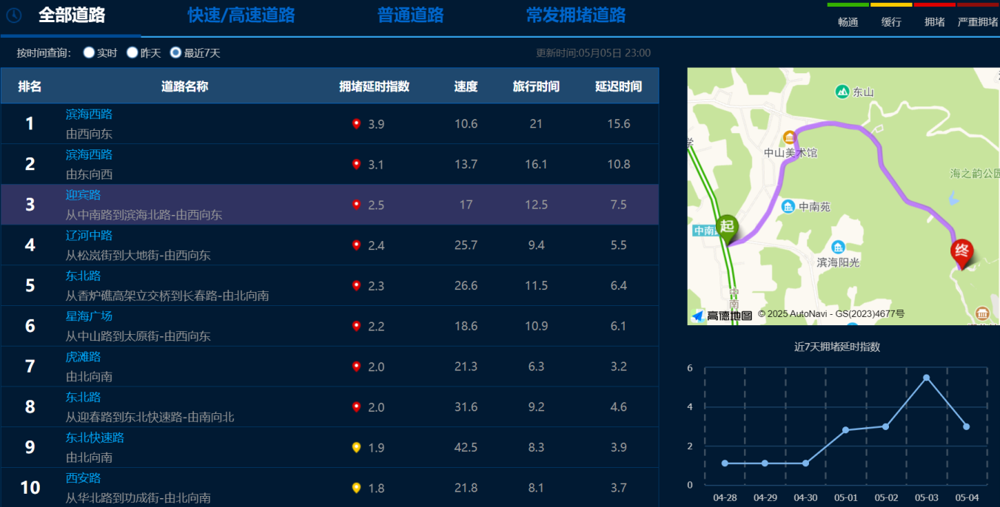 全部道路 快速/高速道路 普通道路 常发拥堵道路
畅通 缓行 拥堵 严重拥堵
按时间查询: 实时 昨天 最近7天 更新时间:05月05日 23:00
排名 道路名称 拥堵延时指数 速度 旅行时间 延迟时间
1 滨海西路 3.9 10.6 21 15.6
由西向东
2 滨海西路 3.1 13.7 16.1 10.8
由东向西
3 迎宾路 2.5 17 12.5 7.5
从中南路到滨海北路-由西向东
4 辽河中路 2.4 25.7 9.4 5.5
从松岚街到大地街-由西向东
5 东北路 2.3 26.6 11.5 6.4
从香炉礁高架立交桥到长春路-由北向南
6 星海广场 2.2 18.6 10.9 6.1
从中山路到太原街-由西向东
7 虎滩路 2.0 21.3 6.3 3.2
由北向南
8 东北路 2.0 31.6 9.2 4.6
从迎春路到东北快速路-由南向北
9 东北快速路 1.9 42.5 8.3 3.9
由北向南
10 西安路 1.8 21.8 8.1 3.7
从华北路到功成街-由北向南
东山
中山美术馆
海之韵公园
中南苑
起
中南
终
滨海阳光
中南
高德地图 © 2025 AutoNavi - GS(2023)4677号
近7天拥堵延时指数
6
4
2
0
04-28 04-29 04-30 05-01 05-02 05-03 05-04